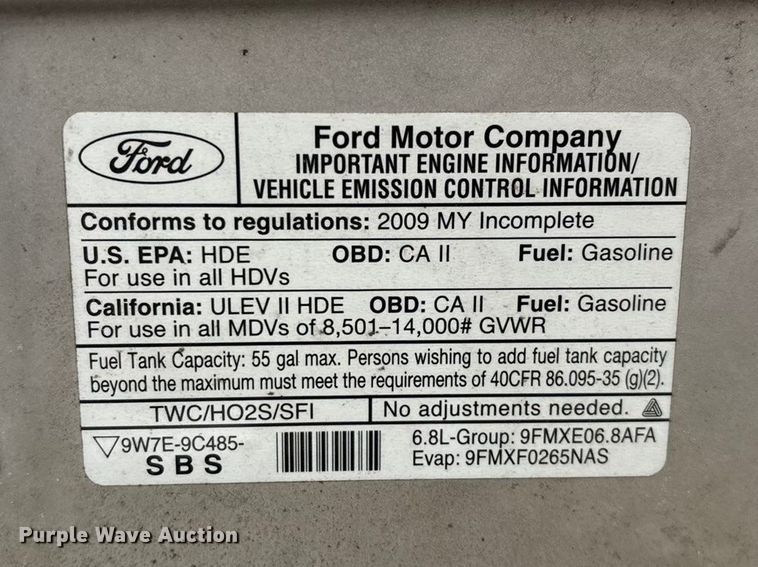 Ford
Ford Motor Company
IMPORTANT ENGINE INFORMATION/
VEHICLE EMISSION CONTROL INFORMATION
Conforms to regulations: 2009 MY Incomplete
U.S. EPA: HDE OBD: CA II Fuel: Gasoline
For use in all HDVs
California: ULEV II HDE OBD: CA II Fuel: Gasoline
For use in all MDVs of 8,501–14,000# GVWR
Fuel Tank Capacity: 55 gal max. Persons wishing to add fuel tank capacity
beyond the maximum must meet the requirements of 40CFR 86.095-35 (g)(2).
TWC/HO2S/SFI No adjustments needed.
9W7E-9C485-
SBS
6.8L-Group: 9FMXE06.8AFA
Evap: 9FMXF0265NAS
Purple Wave Auction